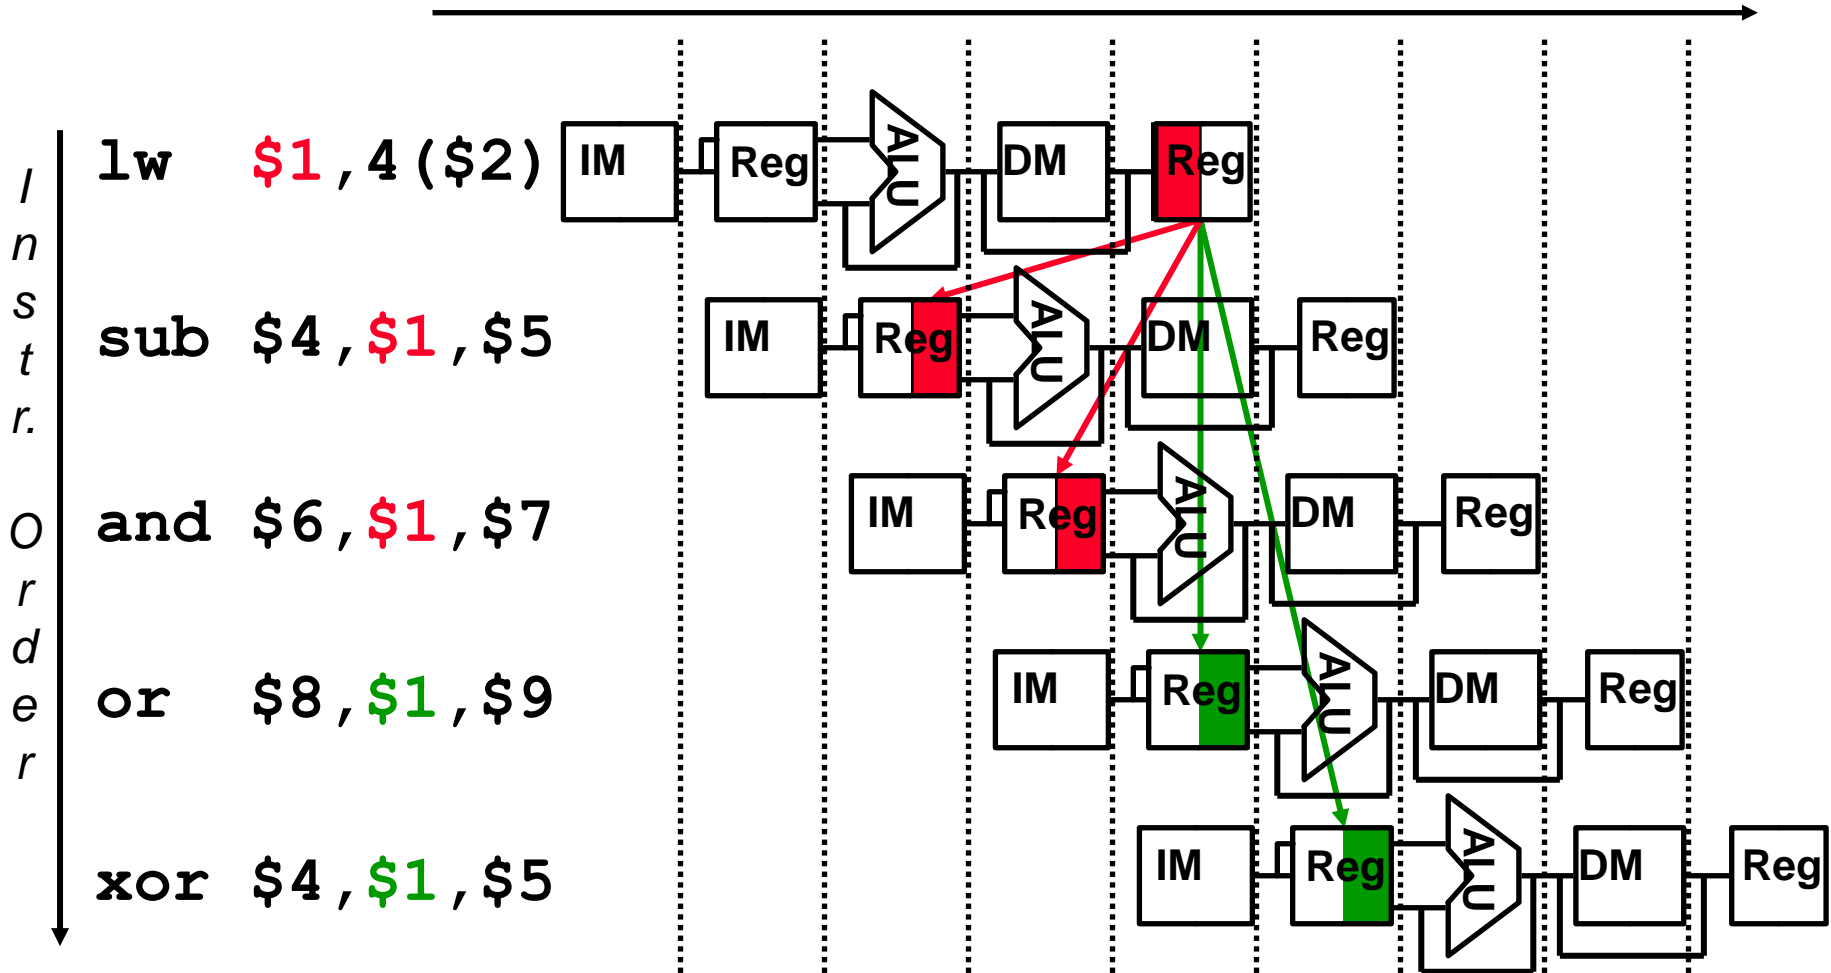 Instr. Order
lw $1,4($2) IM Reg ALU DM Reg
sub $4,$1,$5 IM Reg ALU DM Reg
and $6,$1,$7 IM Reg ALU DM Reg
or $8,$1,$9 IM Reg ALU DM Reg
xor $4,$1,$5 IM Reg ALU DM Reg